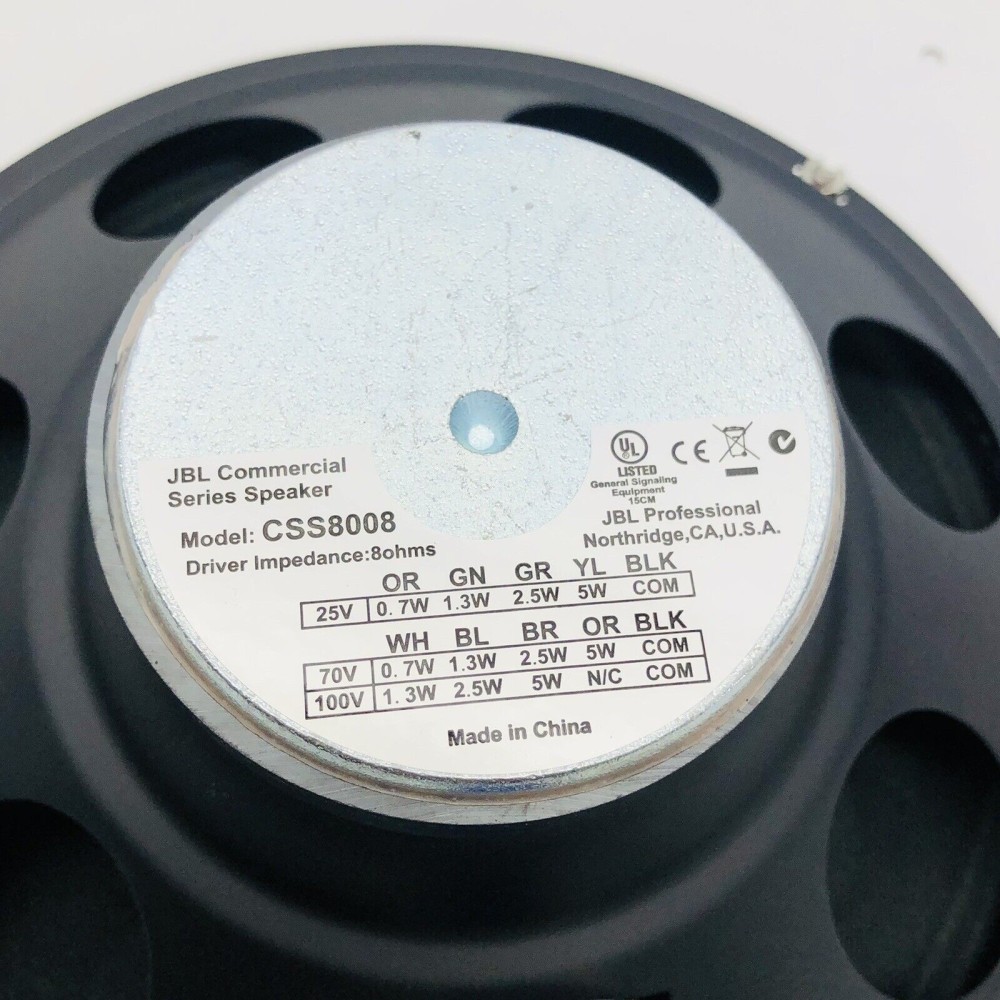 JBL Commercial
Series Speaker
Model: CSS8008
Driver Impedance:8ohms
UL
LISTED
General Signaling
Equipment
15CM
CE
JBL Professional
Northridge,CA,U.S.A.
OR GN GR YL BLK
25V 0.7W 1.3W 2.5W 5W COM
WH BL BR OR BLK
70V 0.7W 1.3W 2.5W 5W COM
100V 1.3W 2.5W 5W N/C COM
Made in China